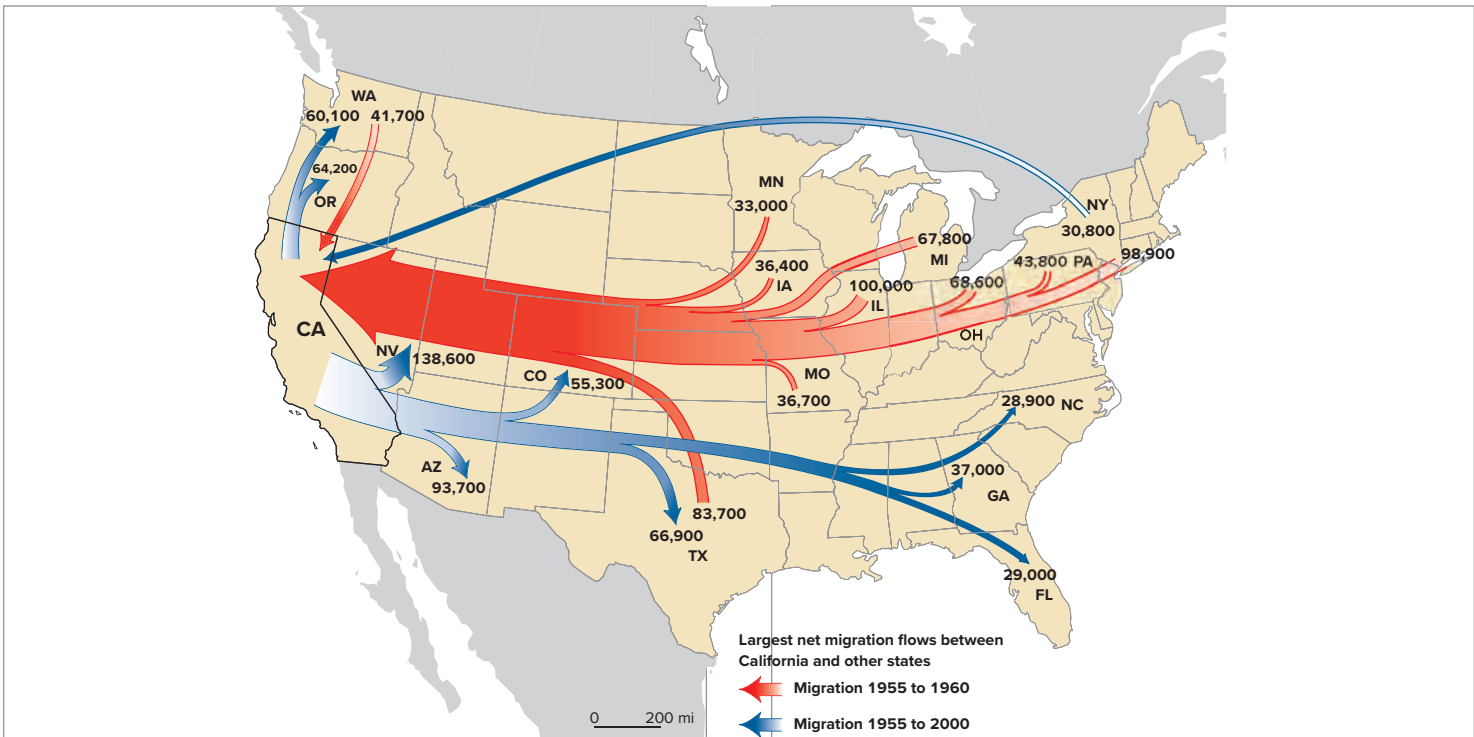 WA
60,100 41,700
64,200
OR
MN
33,000
NY
30,800
67,800
MI
98,900
43,800 PA
36,400
IA
100,000
IL
68,600
OH
CA
NV
138,600
CO
55,300
MO
36,700
28,900 NC
AZ
93,700
37,000
GA
83,700
66,900
TX
29,000
FL
Largest net migration flows between
California and other states
Migration 1955 to 1960
Migration 1955 to 2000
0 200 mi